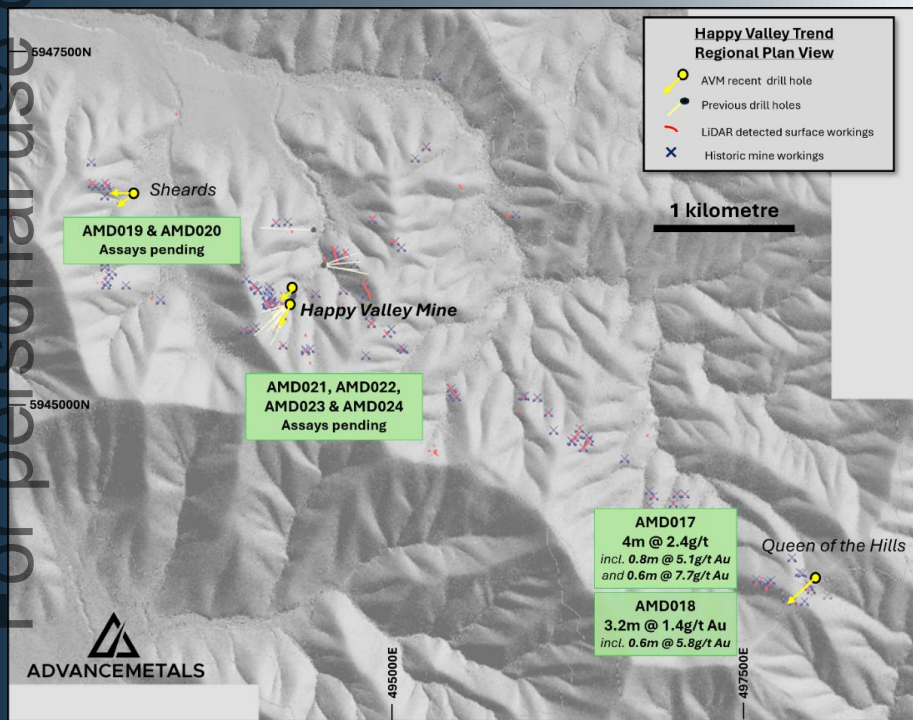 For personal use
5947500N
Happy Valley Trend
Regional Plan View
AVM recent drill hole
Previous drill holes
LiDAR detected surface workings
Historic mine workings
1 kilometre
Sheards
AMD019 & AMD020
Assays pending
Happy Valley Mine
AMD021, AMD022,
AMD023 & AMD024
Assays pending
5945000N
AMD017
4m @ 2.4g/t
incl. 0.8m @ 5.1g/t Au
and 0.6m @ 7.7g/t Au
Queen of the Hills
AMD018
3.2m @ 1.4g/t Au
incl. 0.6m @ 5.8g/t Au
ADVANCEMETALS
495000E
497500E